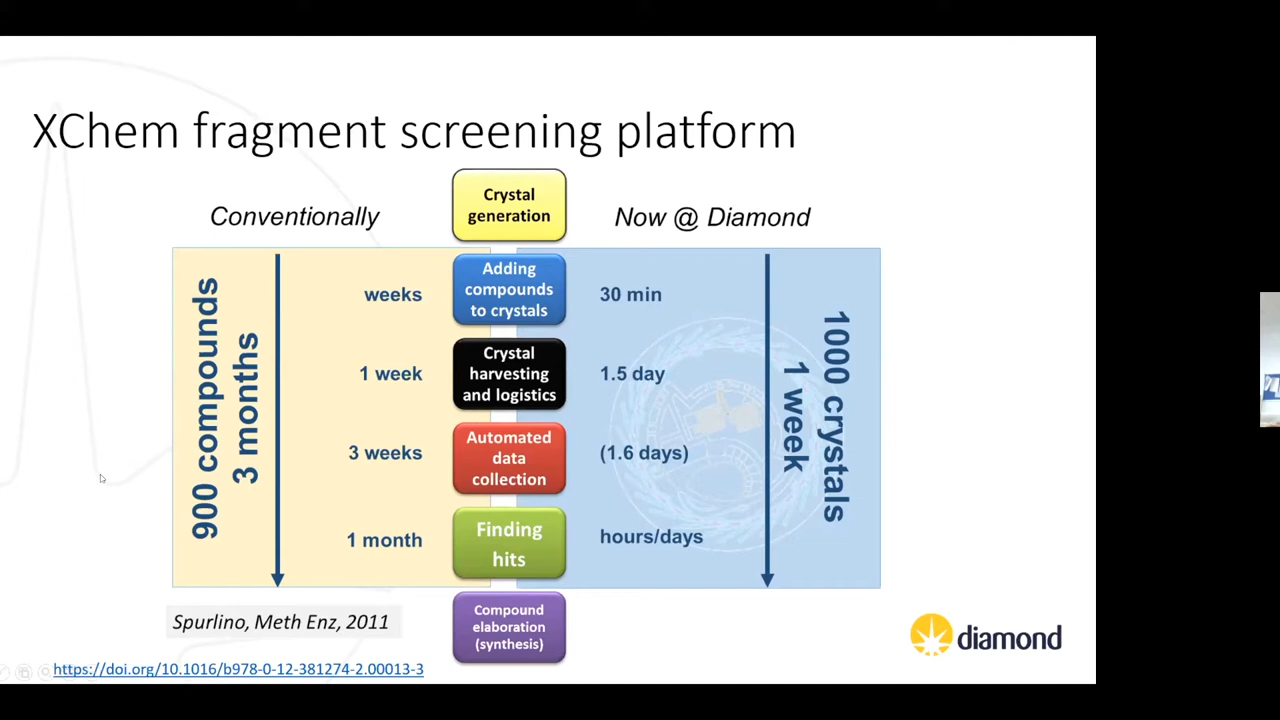 XChem fragment screening platform
Conventionally
Crystal
generation
Now @ Diamond
900 compounds
3 months
weeks
Adding
compounds
to crystals
30 min
1 week
Crystal
harvesting
and logistics
1.5 day
3 weeks
Automated
data
collection
(1.6 days)
1 month
Finding
hits
hours/days
1000 crystals
1 week
Compound
elaboration
(synthesis)
Spurlino, Meth Enz, 2011
https://doi.org/10.1016/b978-0-12-381274-2.00013-3
diamond